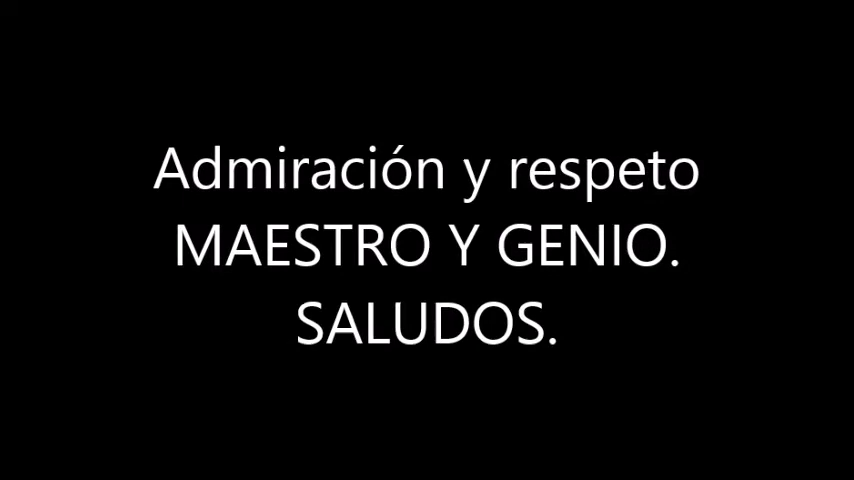 Admiración y respeto
MAESTRO Y GENIO.
SALUDOS.